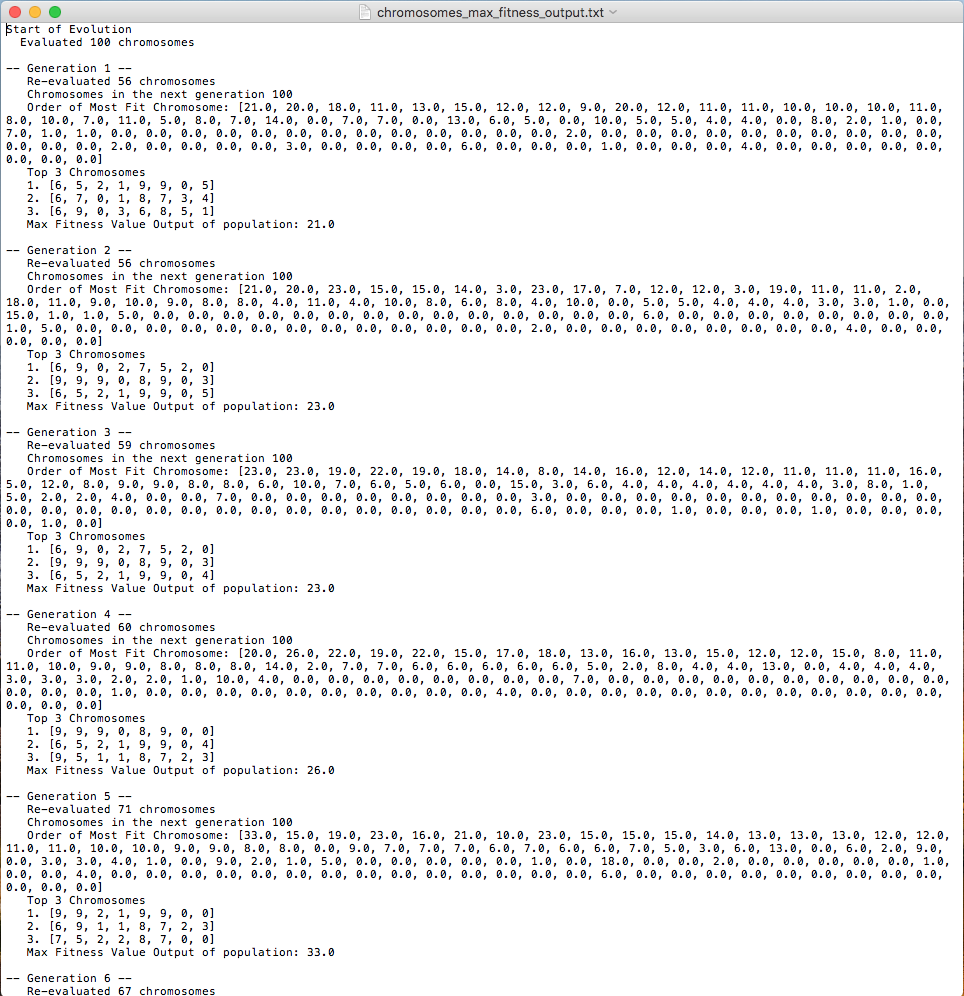 chromosomes_max_fitness_output.txt
Start of Evolution
  Evaluated 100 chromosomes

-- Generation 1 --
   Re-evaluated 56 chromosomes
   Chromosomes in the next generation 100
   Order of Most Fit Chromosome: [21.0, 20.0, 18.0, 11.0, 13.0, 15.0, 12.0, 12.0, 9.0, 20.0, 12.0, 11.0, 11.0, 10.0, 10.0, 10.0, 11.0,
8.0, 10.0, 7.0, 11.0, 5.0, 8.0, 7.0, 14.0, 0.0, 7.0, 7.0, 0.0, 13.0, 6.0, 5.0, 0.0, 10.0, 5.0, 5.0, 4.0, 4.0, 0.0, 8.0, 2.0, 1.0, 0.0,
7.0, 1.0, 1.0, 0.0, 0.0, 0.0, 0.0, 0.0, 0.0, 0.0, 0.0, 0.0, 0.0, 0.0, 0.0, 0.0, 2.0, 0.0, 0.0, 0.0, 0.0, 0.0, 0.0, 0.0, 0.0, 0.0, 0.0,
0.0, 0.0, 0.0, 2.0, 0.0, 0.0, 0.0, 0.0, 3.0, 0.0, 0.0, 0.0, 0.0, 6.0, 0.0, 0.0, 0.0, 1.0, 0.0, 0.0, 0.0, 4.0, 0.0, 0.0, 0.0, 0.0, 0.0,
0.0, 0.0, 0.0]
   Top 3 Chromosomes
   1. [6, 5, 2, 1, 9, 9, 0, 5]
   2. [6, 7, 0, 1, 8, 7, 3, 4]
   3. [6, 9, 0, 3, 6, 8, 5, 1]
   Max Fitness Value Output of population: 21.0

-- Generation 2 --
   Re-evaluated 56 chromosomes
   Chromosomes in the next generation 100
   Order of Most Fit Chromosome: [21.0, 20.0, 23.0, 15.0, 15.0, 14.0, 3.0, 23.0, 17.0, 7.0, 12.0, 12.0, 3.0, 19.0, 11.0, 11.0, 2.0,
18.0, 11.0, 9.0, 10.0, 9.0, 8.0, 8.0, 4.0, 11.0, 4.0, 10.0, 8.0, 6.0, 8.0, 4.0, 10.0, 0.0, 5.0, 5.0, 4.0, 4.0, 4.0, 3.0, 3.0, 1.0, 0.0,
15.0, 1.0, 1.0, 5.0, 0.0, 0.0, 0.0, 0.0, 0.0, 0.0, 0.0, 0.0, 0.0, 0.0, 0.0, 0.0, 0.0, 0.0, 6.0, 0.0, 0.0, 0.0, 0.0, 0.0, 0.0, 0.0, 0.0,
1.0, 5.0, 0.0, 0.0, 0.0, 0.0, 0.0, 0.0, 0.0, 0.0, 0.0, 0.0, 0.0, 0.0, 0.0, 2.0, 0.0, 0.0, 0.0, 0.0, 0.0, 0.0, 0.0, 0.0, 4.0, 0.0, 0.0,
0.0, 0.0, 0.0]
   Top 3 Chromosomes
   1. [6, 9, 0, 2, 7, 5, 2, 0]
   2. [9, 9, 9, 0, 8, 9, 0, 3]
   3. [6, 5, 2, 1, 9, 9, 0, 5]
   Max Fitness Value Output of population: 23.0

-- Generation 3 --
   Re-evaluated 59 chromosomes
   Chromosomes in the next generation 100
   Order of Most Fit Chromosome: [23.0, 23.0, 19.0, 22.0, 19.0, 18.0, 14.0, 8.0, 14.0, 16.0, 12.0, 14.0, 12.0, 11.0, 11.0, 11.0, 16.0,
5.0, 12.0, 8.0, 9.0, 9.0, 8.0, 8.0, 6.0, 10.0, 7.0, 6.0, 5.0, 6.0, 0.0, 15.0, 3.0, 6.0, 4.0, 4.0, 4.0, 4.0, 4.0, 4.0, 3.0, 8.0, 1.0,
5.0, 2.0, 2.0, 4.0, 0.0, 0.0, 7.0, 0.0, 0.0, 0.0, 0.0, 0.0, 0.0, 0.0, 0.0, 3.0, 0.0, 0.0, 0.0, 0.0, 0.0, 0.0, 0.0, 0.0, 0.0, 0.0, 0.0,
0.0, 0.0, 0.0, 0.0, 0.0, 0.0, 0.0, 0.0, 0.0, 0.0, 0.0, 0.0, 0.0, 0.0, 0.0, 6.0, 0.0, 0.0, 0.0, 1.0, 0.0, 0.0, 0.0, 1.0, 0.0, 0.0, 0.0,
0.0, 1.0, 0.0]
   Top 3 Chromosomes
   1. [6, 9, 0, 2, 7, 5, 2, 0]
   2. [9, 9, 9, 0, 8, 9, 0, 3]
   3. [6, 5, 2, 1, 9, 9, 0, 4]
   Max Fitness Value Output of population: 23.0

-- Generation 4 --
   Re-evaluated 60 chromosomes
   Chromosomes in the next generation 100
   Order of Most Fit Chromosome: [20.0, 26.0, 22.0, 19.0, 22.0, 15.0, 17.0, 18.0, 13.0, 16.0, 13.0, 15.0, 12.0, 12.0, 15.0, 8.0, 11.0,
11.0, 10.0, 9.0, 9.0, 8.0, 8.0, 8.0, 14.0, 2.0, 7.0, 7.0, 6.0, 6.0, 6.0, 6.0, 6.0, 5.0, 2.0, 8.0, 4.0, 4.0, 13.0, 0.0, 4.0, 4.0, 4.0,
3.0, 3.0, 3.0, 2.0, 2.0, 1.0, 10.0, 4.0, 0.0, 0.0, 0.0, 0.0, 0.0, 0.0, 0.0, 0.0, 7.0, 0.0, 0.0, 0.0, 0.0, 0.0, 0.0, 0.0, 0.0, 0.0, 0.0,
0.0, 0.0, 0.0, 1.0, 0.0, 0.0, 0.0, 0.0, 0.0, 0.0, 0.0, 0.0, 0.0, 4.0, 0.0, 0.0, 0.0, 0.0, 0.0, 0.0, 0.0, 0.0, 0.0, 0.0, 0.0, 0.0, 0.0,
0.0, 0.0, 0.0]
   Top 3 Chromosomes
   1. [9, 9, 9, 0, 8, 9, 0, 0]
   2. [6, 5, 2, 1, 9, 9, 0, 4]
   3. [9, 5, 1, 1, 8, 7, 2, 3]
   Max Fitness Value Output of population: 26.0

-- Generation 5 --
   Re-evaluated 71 chromosomes
   Chromosomes in the next generation 100
   Order of Most Fit Chromosome: [33.0, 15.0, 19.0, 23.0, 16.0, 21.0, 10.0, 23.0, 15.0, 15.0, 15.0, 14.0, 13.0, 13.0, 13.0, 12.0, 12.0,
11.0, 11.0, 10.0, 10.0, 9.0, 9.0, 8.0, 8.0, 0.0, 9.0, 7.0, 7.0, 7.0, 6.0, 7.0, 6.0, 6.0, 7.0, 5.0, 3.0, 6.0, 13.0, 0.0, 6.0, 2.0, 9.0,
0.0, 3.0, 3.0, 4.0, 1.0, 0.0, 9.0, 2.0, 1.0, 5.0, 0.0, 0.0, 0.0, 0.0, 0.0, 0.0, 1.0, 0.0, 18.0, 0.0, 0.0, 2.0, 0.0, 0.0, 0.0, 0.0, 0.0, 1.0,
0.0, 0.0, 0.0, 4.0, 0.0, 0.0, 0.0, 0.0, 0.0, 0.0, 0.0, 0.0, 0.0, 0.0, 0.0, 0.0, 0.0, 6.0, 0.0, 0.0, 0.0, 0.0, 0.0, 0.0, 0.0, 0.0, 0.0,
0.0, 0.0, 0.0]
   Top 3 Chromosomes
   1. [9, 9, 2, 1, 9, 9, 0, 0]
   2. [6, 9, 1, 1, 8, 7, 2, 3]
   3. [7, 5, 2, 2, 8, 7, 0, 0]
   Max Fitness Value Output of population: 33.0

-- Generation 6 --
   Re-evaluated 67 chromosomes